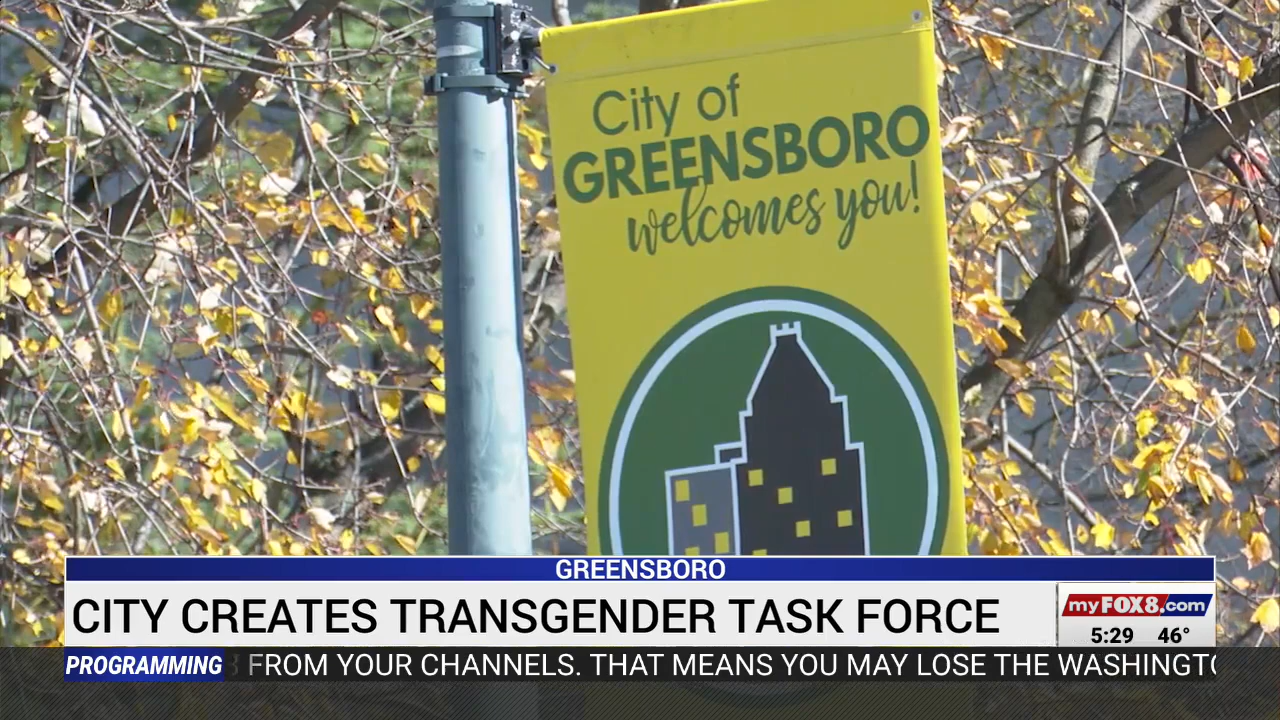 City of
GREENSBORO
welcomes you!
GREENSBORO
CITY CREATES TRANSGENDER TASK FORCE
myFOX8.com
5:29 46°
PROGRAMMING FROM YOUR CHANNELS. THAT MEANS YOU MAY LOSE THE WASHINGT